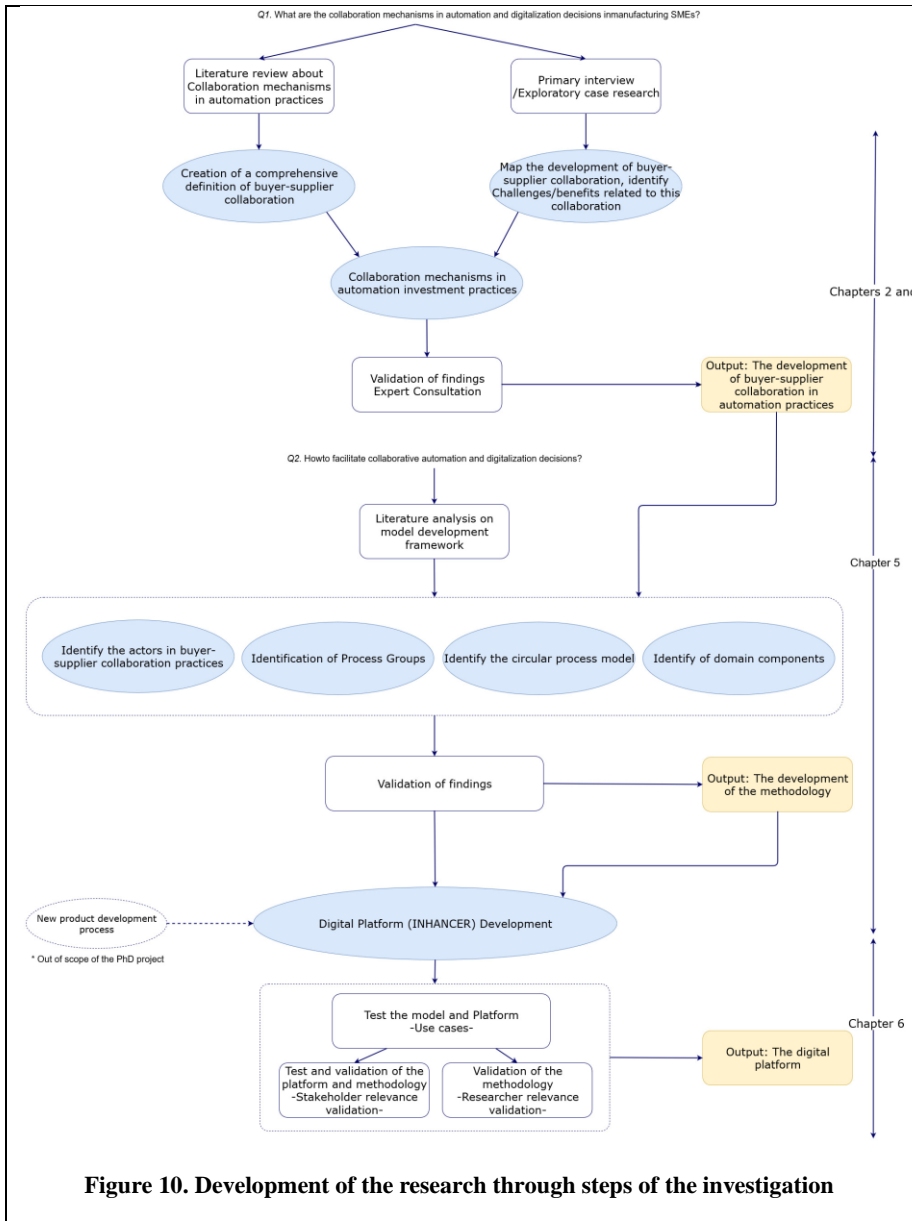 Q1. What are the collaboration mechanisms in automation and digitalization decisions inmanufacturing SMEs?
Literature review about
Collaboration mechanisms
in automation practices
Primary interview
/Exploratory case research
Creation of a comprehensive
definition of buyer-supplier
collaboration
Map the development of buyer-
supplier collaboration, identify
Challenges/benefits related to this
collaboration
Collaboration mechanisms in
automation investment practices
Chapters 2 and
Validation of findings
Expert Consultation
Output: The development
of buyer-supplier
collaboration in
automation practices
Q2. Howto facilitate collaborative automation and digitalization decisions?
Literature analysis on
model development
framework
Chapter 5
Identify the actors in buyer-
supplier collaboration practices
Identification of Process Groups
Identify the circular process model
Identify of domain components
Validation of findings
Output: The development
of the methodology
New product development
process
* Out of scope of the PhD project
Digital Platform (INHANCER) Development
Test the model and Platform
-Use cases-
Test and validation of the
platform and methodology
-Stakeholder relevance
validation-
Validation of the
methodology
-Researcher relevance
validation-
Output: The digital
platform
Chapter 6
Figure 10. Development of the research through steps of the investigation